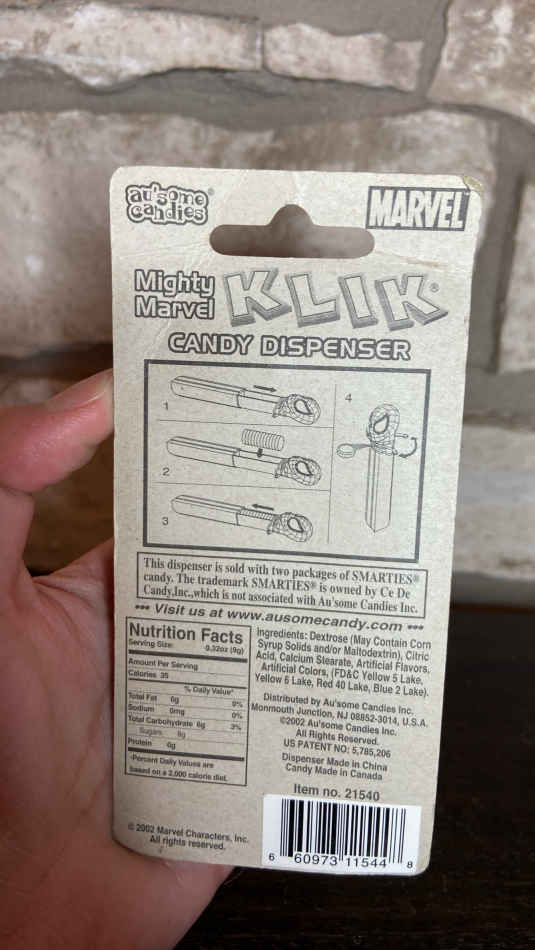 au'some®
candies
MARVEL
Mighty
Marvel
KLIK®
CANDY DISPENSER
1
2
3
4
This dispenser is sold with two packages of SMARTIES®
candy. The trademark SMARTIES® is owned by Ce De
Candy,Inc.,which is not associated with Au'some Candies Inc.
••• Visit us at www.ausomecandy.com •••
Nutrition Facts
Serving Size: 0.32oz (9g)
Amount Per Serving
Calories 35
% Daily Value*
Total Fat 0g 0%
Sodium 0mg 0%
Total Carbohydrate 8g 3%
Sugars 8g
Protein 0g
*Percent Daily Values are
based on a 2,000 calorie diet.
Ingredients: Dextrose (May Contain Corn
Syrup Solids and/or Maltodextrin), Citric
Acid, Calcium Stearate, Artificial Flavors,
Artificial Colors, (FD&C Yellow 5 Lake,
Yellow 6 Lake, Red 40 Lake, Blue 2 Lake).
Distributed by Au'some Candies Inc.
Monmouth Junction, NJ 08852-3014, U.S.A.
©2002 Au'some Candies Inc.
All Rights Reserved.
US PATENT NO: 5,785,206
Dispenser Made in China
Candy Made in Canada
Item no. 21540
6 60973 11544 8
© 2002 Marvel Characters, Inc.
All rights reserved.